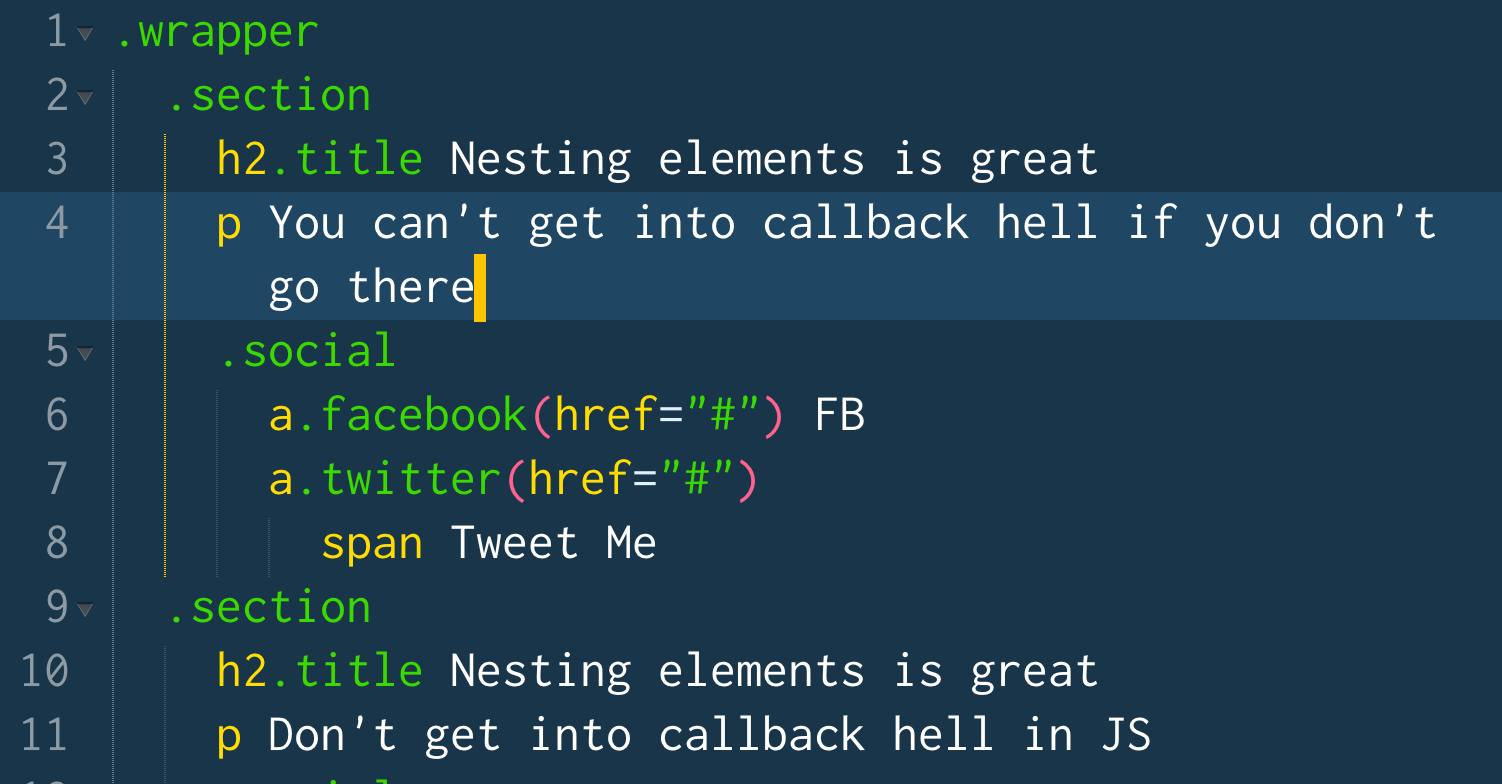 1 .wrapper
2 .section
3 h2.title Nesting elements is great
4 p You can't get into callback hell if you don't
go there
5 .social
6 a.facebook(href="#") FB
7 a.twitter(href="#")
8 span Tweet Me
9 .section
10 h2.title Nesting elements is great
11 p Don't get into callback hell in JS